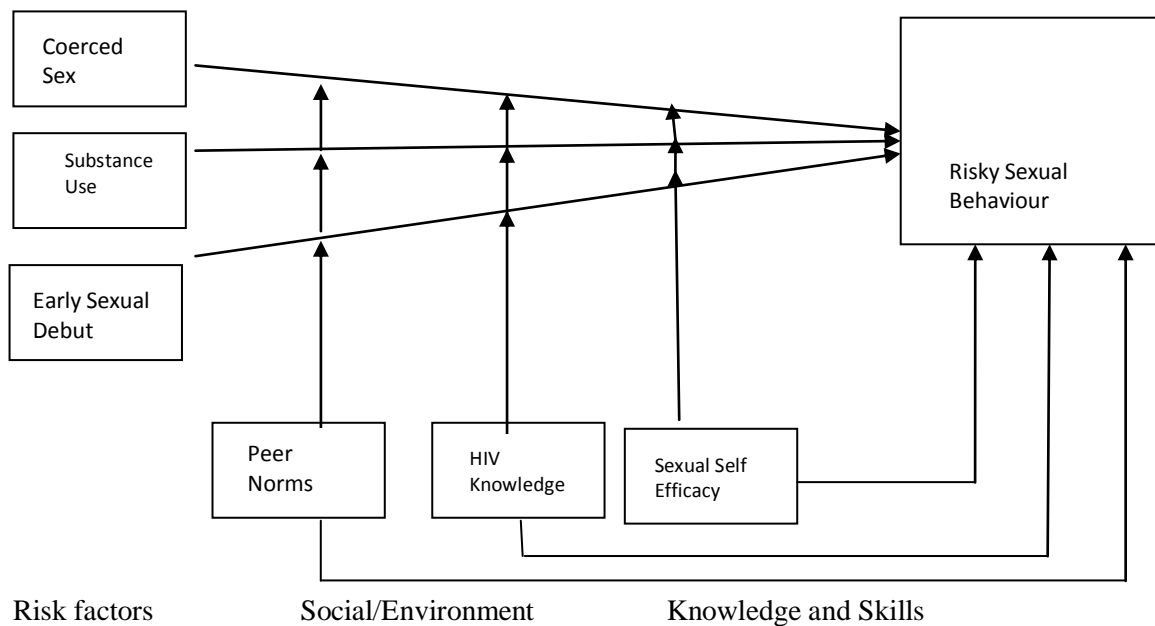 Coerced
Sex
Substance
Use
Early Sexual
Debut
Risky Sexual
Behaviour
Peer
Norms
HIV
Knowledge
Sexual Self
Efficacy
Risk factors Social/Environment Knowledge and Skills